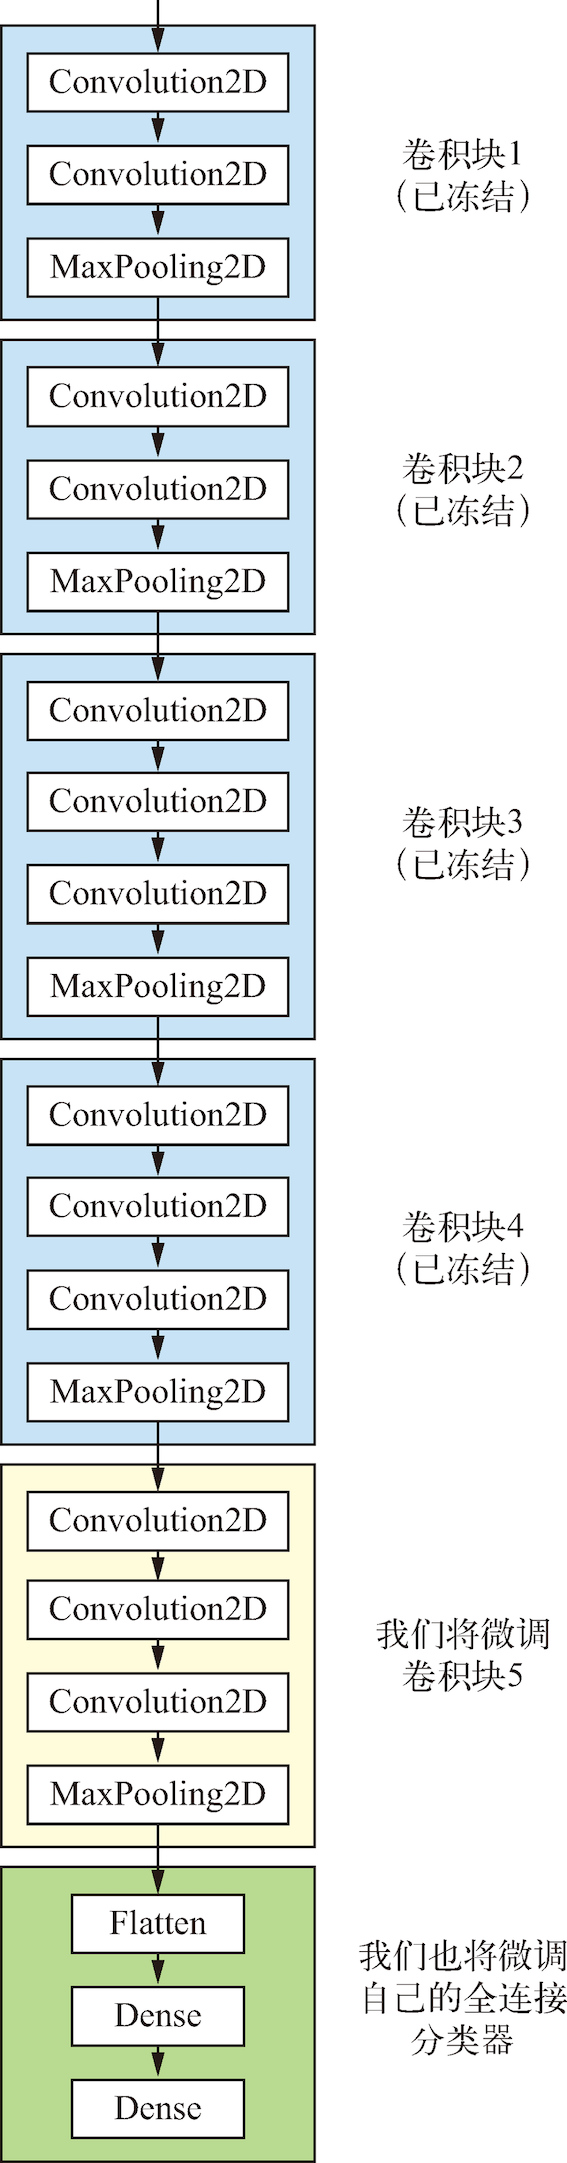 Convolution2D
Convolution2D
MaxPooling2D
卷积块1
（已冻结）
Convolution2D
Convolution2D
MaxPooling2D
卷积块2
（已冻结）
Convolution2D
Convolution2D
Convolution2D
MaxPooling2D
卷积块3
（已冻结）
Convolution2D
Convolution2D
Convolution2D
MaxPooling2D
卷积块4
（已冻结）
Convolution2D
Convolution2D
Convolution2D
MaxPooling2D
我们将微调
卷积块5
Flatten
Dense
Dense
我们也将微调
自己的全连接
分类器